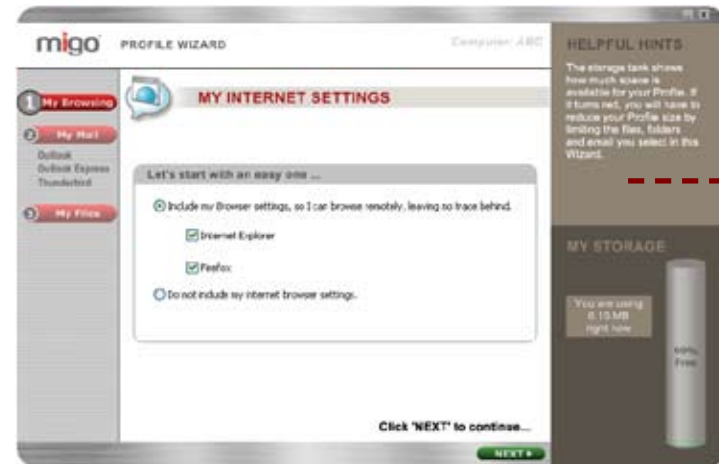 migo PROFILE WIZARD
Computer: ABC
1 My Browsing
2 My Mail
Outlook
Outlook Express
Thunderbird
3 My Files
MY INTERNET SETTINGS
Let's start with an easy one ...
Include my Browser settings, so I can browse remotely, leaving no trace behind.
Internet Explorer
Firefox
Do not include my internet browser settings.
Click 'NEXT' to continue...
NEXT
HELPFUL HINTS
The storage tank shows
how much space is
available for your Profile. If
it turns red, you will have to
reduce your Profile size by
limiting the files, folders
and email you select in this
Wizard.
MY STORAGE
You are using
MB
right now
Free